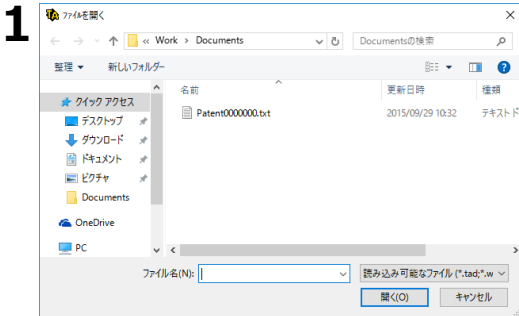 1
ファイルを開く
« Work > Documents
Documentsの検索
整理 新しいフォルダー
名前 更新日時 種類
クイック アクセス
デスクトップ
ダウンロード
ドキュメント
ピクチャ
Documents
OneDrive
PC
Patent0000000.txt 2015/09/29 10:32 テキスト ド
ファイル名(N):
読み込み可能なファイル (*.tad;*.w
開く(O) キャンセル